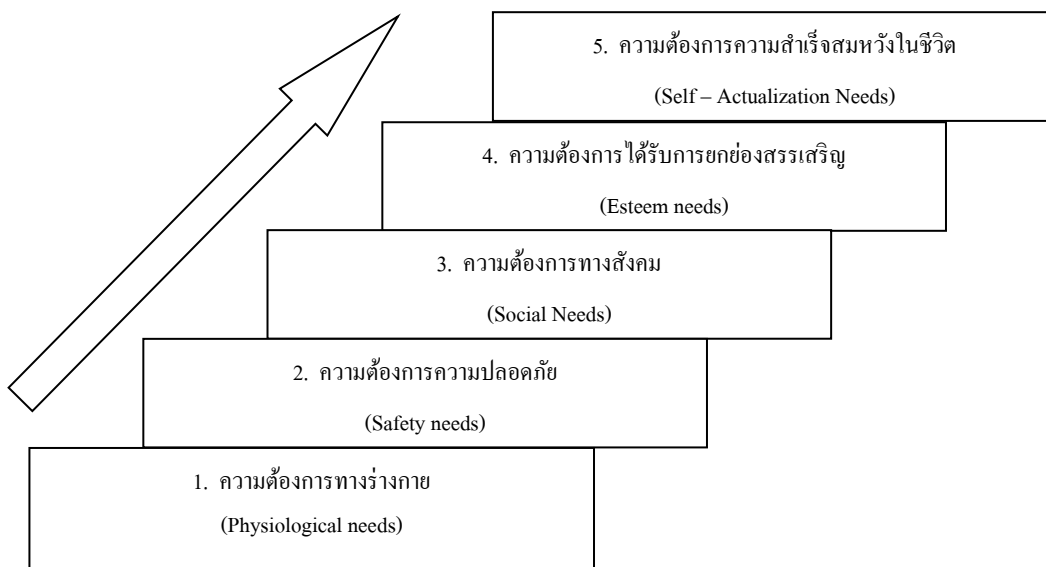 5. ความต้องการความสำเร็จสมหวังในชีวิต
(Self – Actualization Needs)
4. ความต้องการได้รับการยกย่องสรรเสริญ
(Esteem needs)
3. ความต้องการทางสังคม
(Social Needs)
2. ความต้องการความปลอดภัย
(Safety needs)
1. ความต้องการทางร่างกาย
(Physiological needs)